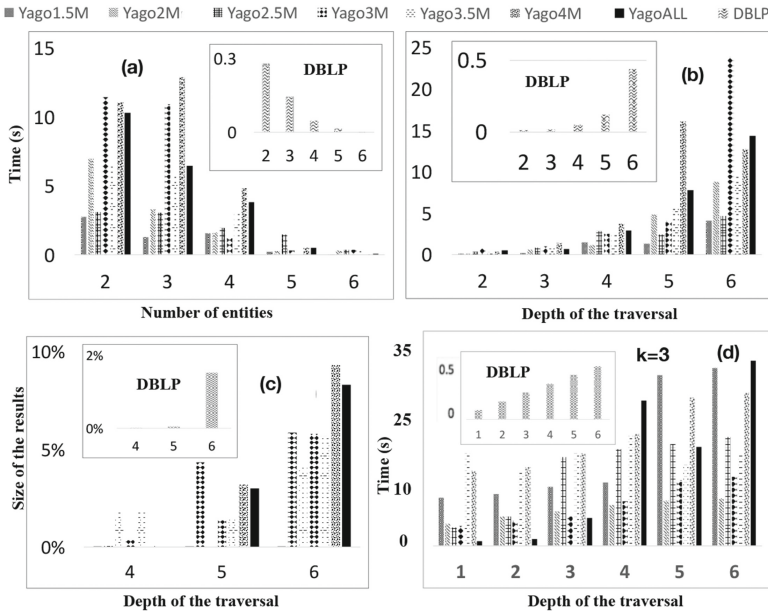 Yago1.5M Yago2M Yago2.5M Yago3M Yago3.5M Yago4M YagoALL DBLP
(a)
Time (s)
15
10
5
0
2 3 4 5 6
Number of entities
DBLP
0.3
0
2 3 4 5 6
(b)
25
20
15
10
5
0
2 3 4 5 6
Depth of the traversal
DBLP
0.5
0
2 3 4 5 6
(c)
Size of the results
10%
5%
0%
4 5 6
Depth of the traversal
DBLP
2%
0%
4 5 6
k=3 (d)
Time (s)
35
25
10
0
1 2 3 4 5 6
Depth of the traversal
DBLP
0.5
0
1 2 3 4 5 6